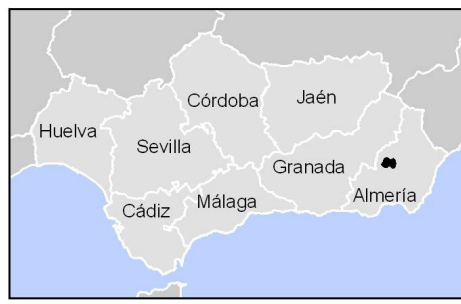 Córdoba
Jaén
Huelva
Sevilla
Granada
Almería
Cádiz
Málaga